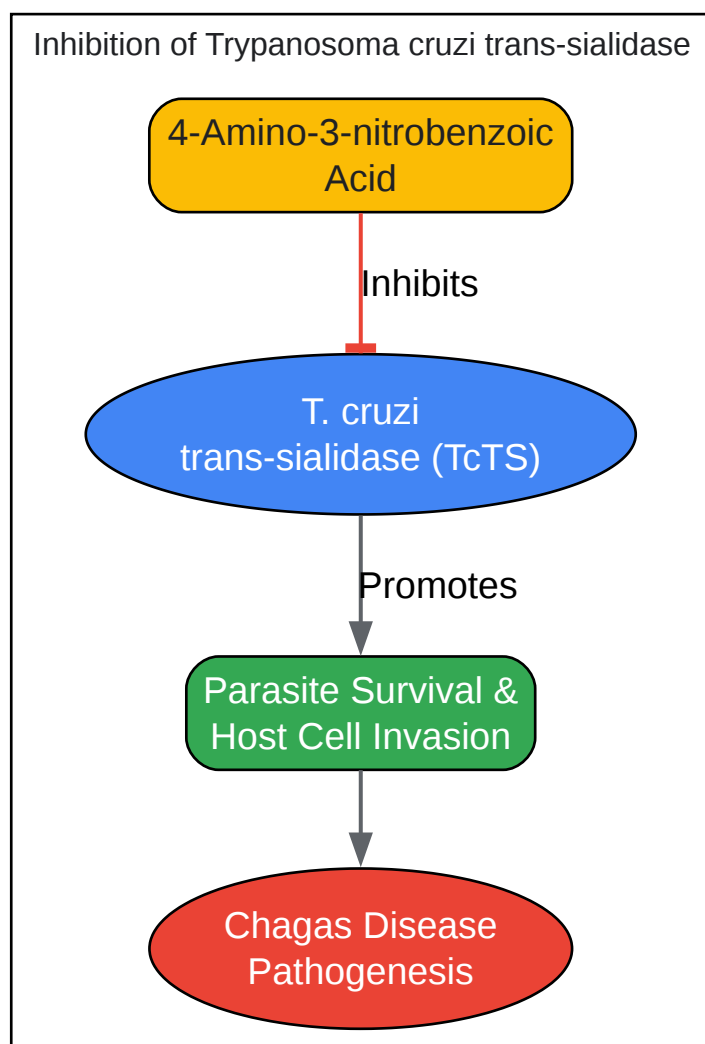 Inhibition of Trypanosoma cruzi trans-sialidase
4-Amino-3-nitrobenzoic
Acid
Inhibits
T. cruzi
trans-sialidase (TcTS)
Promotes
Parasite Survival &
Host Cell Invasion
Chagas Disease
Pathogenesis